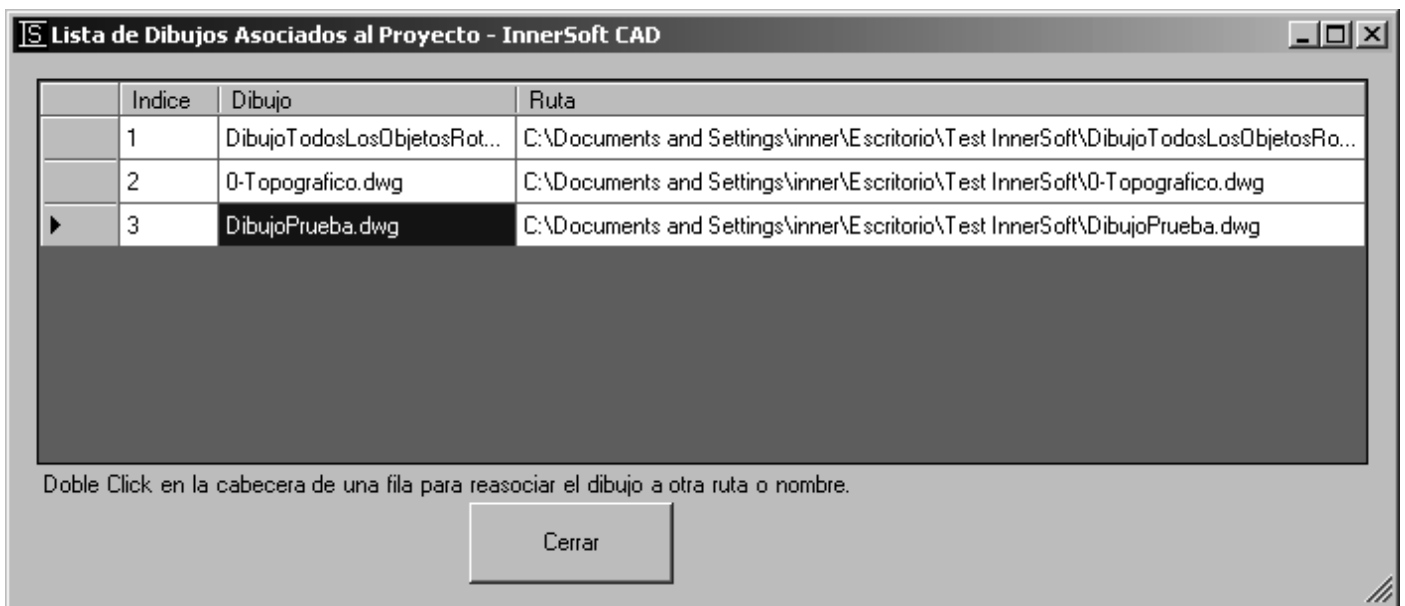 Lista de Dibujos Asociados al Proyecto - InnerSoft CAD
Indice Dibujo Ruta
1 DibujoTodosLosObjetosRot... C:\Documents and Settings\inner\Escritorio\Test InnerSoft\DibujoTodosLosObjetosRo...
2 0-Topografico.dwg C:\Documents and Settings\inner\Escritorio\Test InnerSoft\0-Topografico.dwg
3 DibujoPrueba.dwg C:\Documents and Settings\inner\Escritorio\Test InnerSoft\DibujoPrueba.dwg
Doble Click en la cabecera de una fila para reasociar el dibujo a otra ruta o nombre.
Cerrar